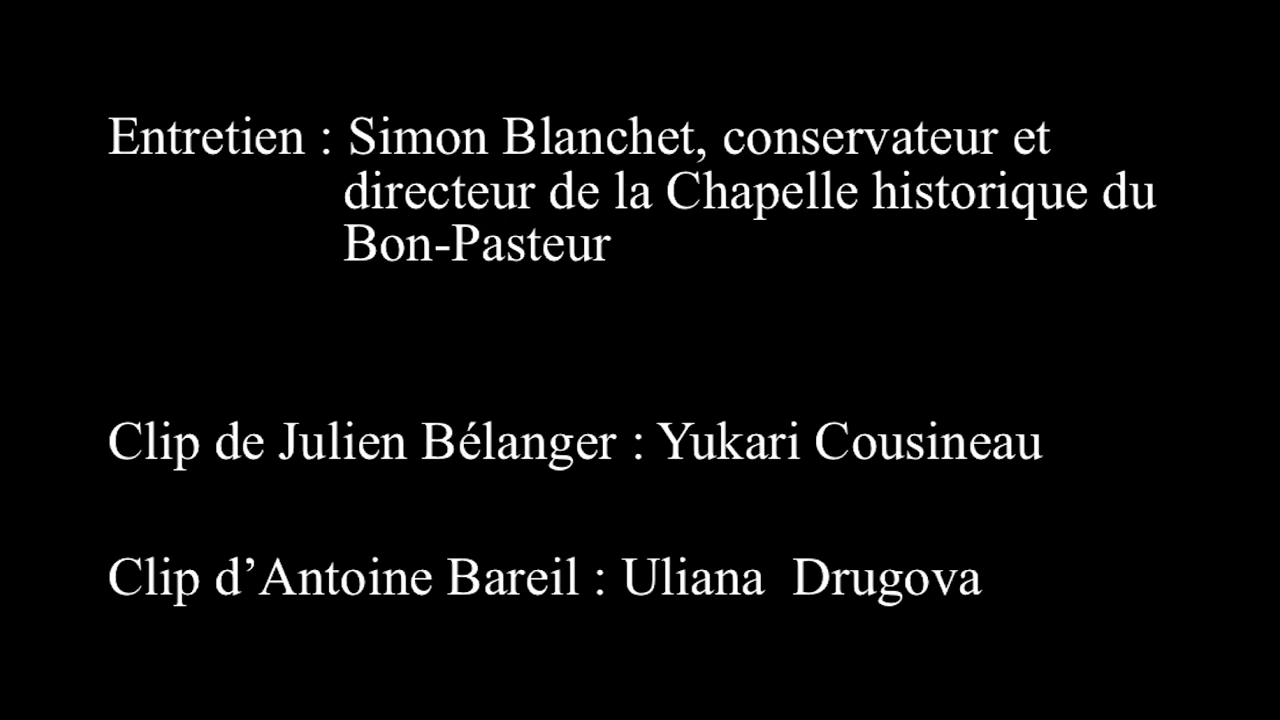 Entretien : Simon Blanchet, conservateur et
directeur de la Chapelle historique du
Bon-Pasteur
Clip de Julien Bélanger : Yukari Cousineau
Clip d’Antoine Bareil : Uliana  Drugova